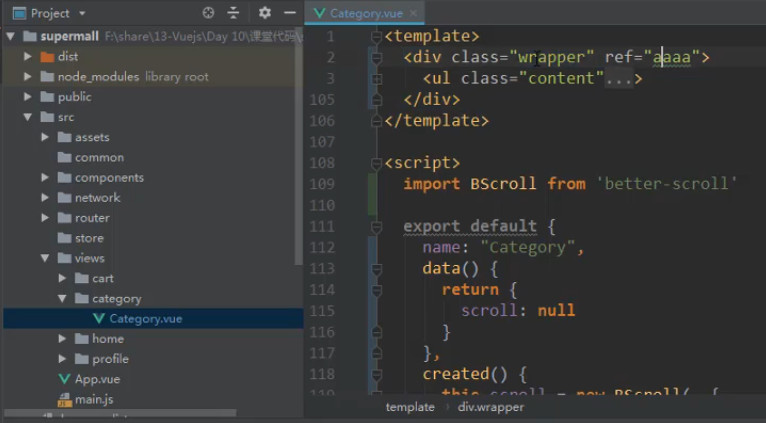 Project
supermall F:\share\13-Vuejs\Day 10\课堂代码\s
dist
node_modules library root
public
src
assets
common
components
network
router
store
views
cart
category
Category.vue
home
profile
App.vue
main.js
Category.vue
1 <template>
2 <div class="wrapper" ref="aaaa">
3 <ul class="content"...>
105 </div>
106 </template>
107
108 <script>
109 import BScroll from 'better-scroll'
110
111 export default {
112 name: "Category",
113 data() {
114 return {
115 scroll: null
116 }
117 },
118 created() {
this.scroll = new BScroll( {
template › div.wrapper